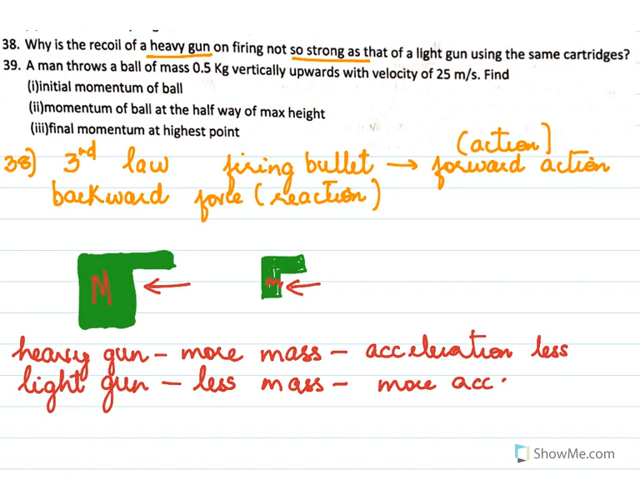 38. Why is the recoil of a heavy gun on firing not so strong as that of a light gun using the same cartridges?
39. A man throws a ball of mass 0.5 Kg vertically upwards with velocity of 25 m/s. Find
(i)initial momentum of ball
(ii)momentum of ball at the half way of max height
(iii)final momentum at highest point
(action)
38) 3rd law firing bullet → forward action
backward force (reaction)
M ← m ←
heavy gun - more mass - acceleration less
light gun - less mass - more acc.
ShowMe.com